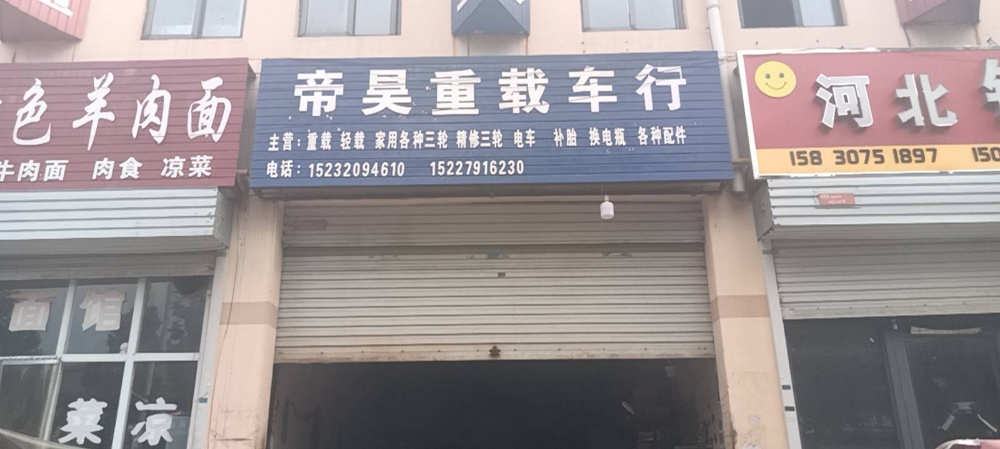 色羊肉面
牛肉面 肉食 凉菜
面馆
菜 凉
帝昊重载车行
主营：重载 轻载 家用各种三轮 精修三轮 电车 补胎 换电瓶 各种配件
电话：15232094610 15227916230
河北
158 3075 1897 150